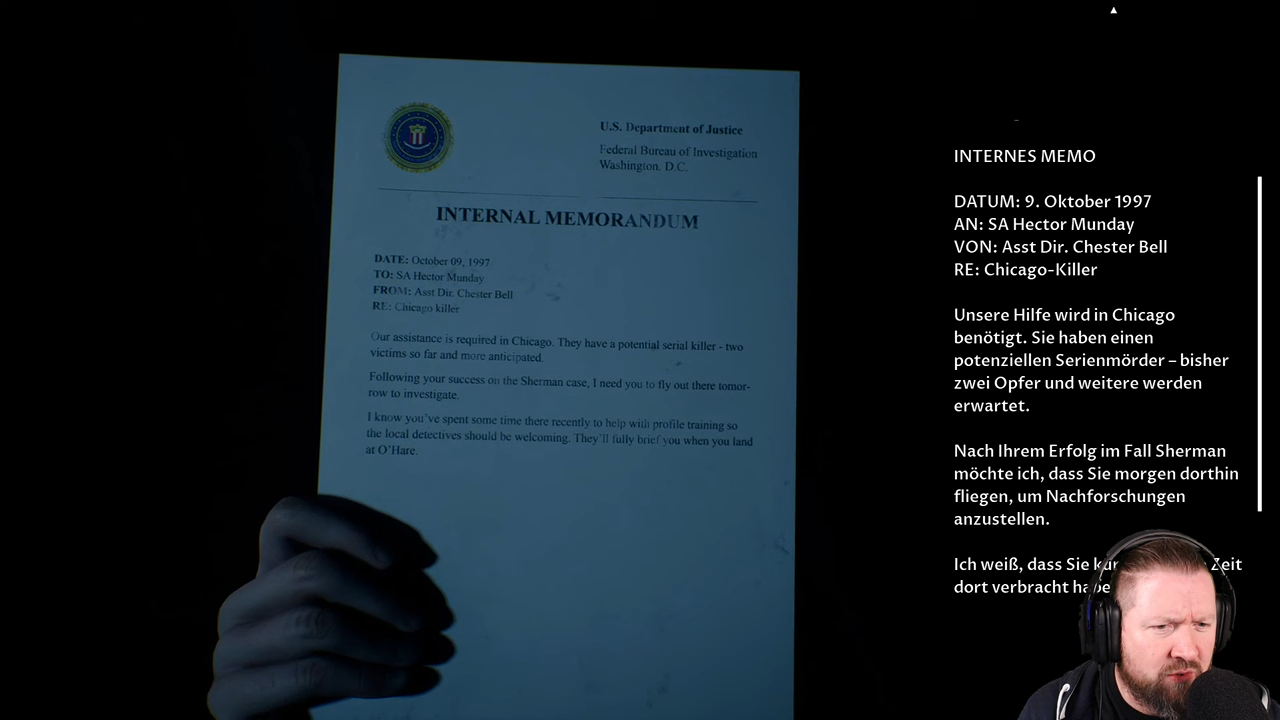 U.S. Department of Justice
Federal Bureau of Investigation
Washington, D.C.
INTERNAL MEMORANDUM
DATE: October 09, 1997
TO: SA Hector Munday
FROM: Asst Dir. Chester Bell
RE: Chicago killer
Our assistance is required in Chicago. They have a potential serial killer - two
victims so far and more anticipated.
Following your success on the Sherman case, I need you to fly out there tomor-
row to investigate.
I know you've spent some time there recently to help with profile training so
the local detectives should be welcoming. They'll fully brief you when you land
at O'Hare.
INTERNES MEMO
DATUM: 9. Oktober 1997
AN: SA Hector Munday
VON: Asst Dir. Chester Bell
RE: Chicago-Killer
Unsere Hilfe wird in Chicago
benötigt. Sie haben einen
potenziellen Serienmörder – bisher
zwei Opfer und weitere werden
erwartet.
Nach Ihrem Erfolg im Fall Sherman
möchte ich, dass Sie morgen dorthin
fliegen, um Nachforschungen
anzustellen.
Ich weiß, dass Sie Zeit
dort verbracht